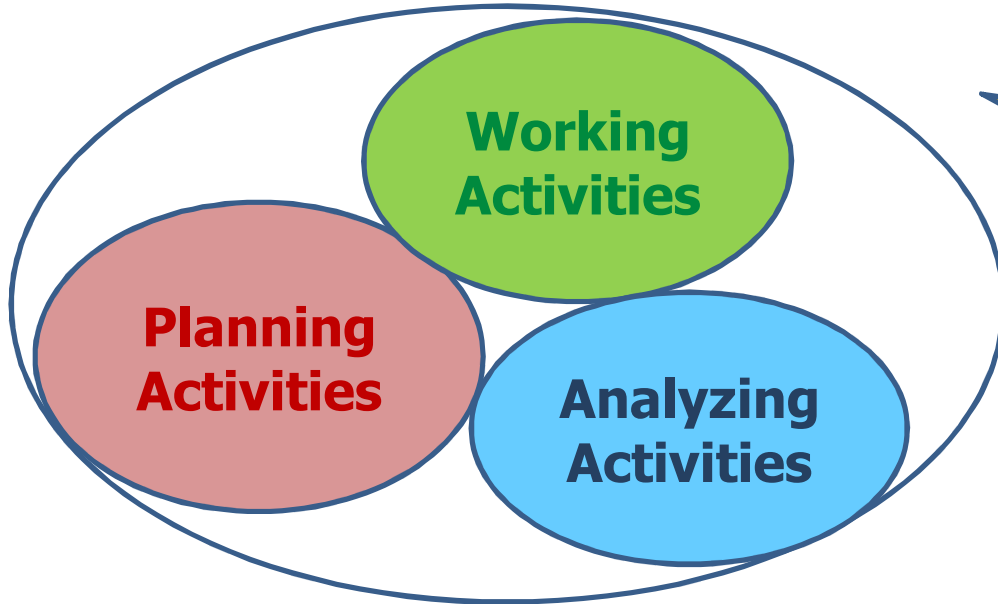 Working
Activities
Planning
Activities
Analyzing
Activities